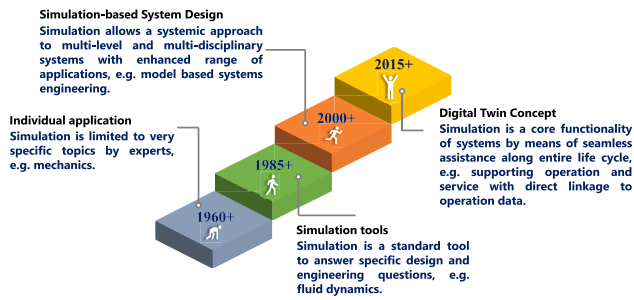 Simulation-based System Design
Simulation allows a systemic approach
to multi-level and multi-disciplinary
systems with enhanced range of
applications, e.g. model based systems
engineering.
2015+
Individual application
Simulation is limited to very
specific topics by experts,
e.g. mechanics.
2000+
Digital Twin Concept
Simulation is a core functionality
of systems by means of seamless
assistance along entire life cycle,
e.g. supporting operation and
service with direct linkage to
operation data.
1985+
1960+
Simulation tools
Simulation is a standard tool
to answer specific design and
engineering questions, e.g.
fluid dynamics.